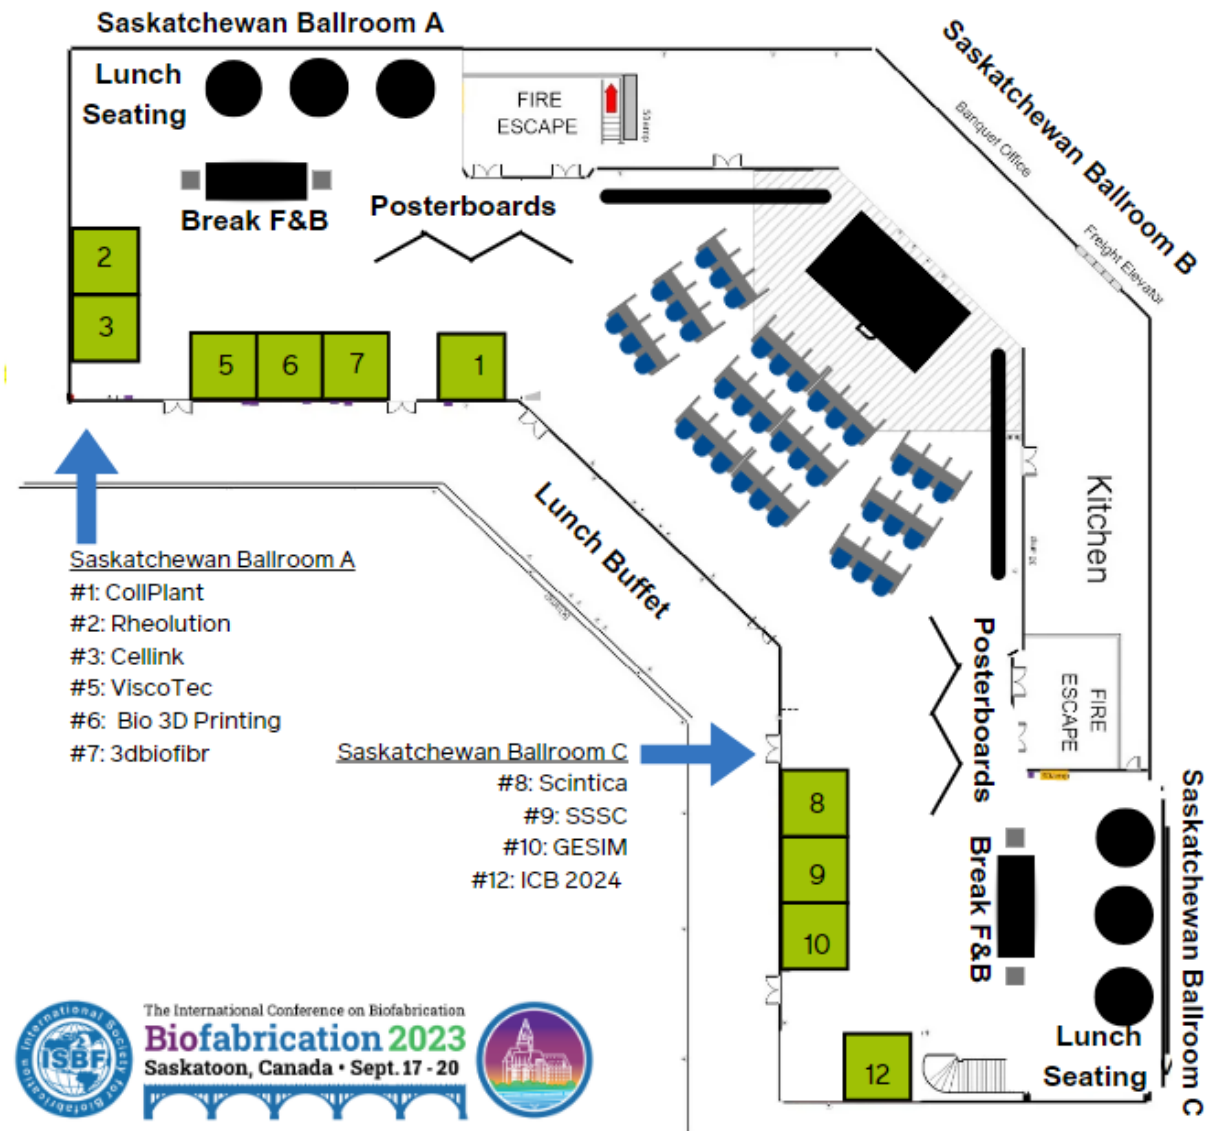 Saskatchewan Ballroom A
Lunch
Seating
FIRE
ESCAPE
Break F&B
Posterboards
Saskatchewan Ballroom B
Banquet Office
Freight Elevator
2
3
5
6
7
1
Kitchen
Lunch Buffet
Saskatchewan Ballroom A
#1: CollPlant
#2: Rheolution
#3: Cellink
#5: ViscoTec
#6: Bio 3D Printing
#7: 3dbiofibr
Saskatchewan Ballroom C
#8: Scintica
#9: SSSC
#10: GESIM
#12: ICB 2024
Posterboards
FIRE
ESCAPE
8
9
10
12
Break F&B
Lunch
Seating
Saskatchewan Ballroom C
International Society for Biofabrication
ISBF
The International Conference on Biofabrication
Biofabrication 2023
Saskatoon, Canada • Sept. 17 - 20